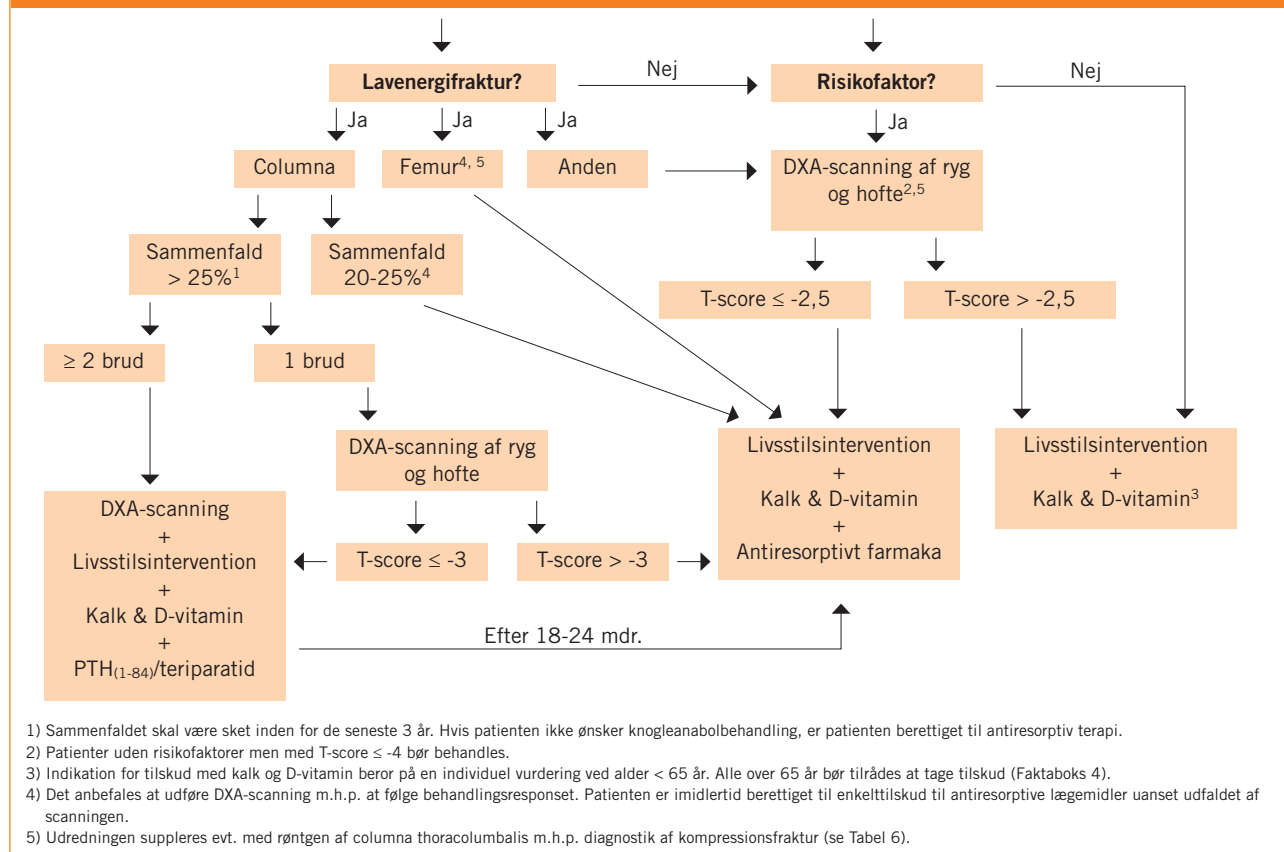 Lavenergifraktur?
Nej
Risikofaktor?
Nej
Ja
Ja
Ja
Ja
Columna
Femur4, 5
Anden
DXA-scanning af ryg
og hofte2,5
Sammenfald
> 25%1
Sammenfald
20-25%4
T-score ≤ -2,5
T-score > -2,5
≥ 2 brud
1 brud
DXA-scanning af ryg
og hofte
Livsstilsintervention
+
Kalk & D-vitamin
+
Antiresorptivt farmaka
Livsstilsintervention
+
Kalk & D-vitamin3
DXA-scanning
+
Livsstilsintervention
+
Kalk & D-vitamin
+
PTH(1-84)/teriparatid
T-score ≤ -3
T-score > -3
Efter 18-24 mdr.
1) Sammenfaldet skal være sket inden for de seneste 3 år. Hvis patienten ikke ønsker knogleanabolbehandling, er patienten berettiget til antiresorptiv terapi.
2) Patienter uden risikofaktorer men med T-score ≤ -4 bør behandles.
3) Indikation for tilskud med kalk og D-vitamin beror på en individuel vurdering ved alder < 65 år. Alle over 65 år bør tilrådes at tage tilskud (Faktaboks 4).
4) Det anbefales at udføre DXA-scanning m.h.p. at følge behandlingsresponset. Patienten er imidlertid berettiget til enkelttilskud til antiresorptive lægemidler uanset udfaldet af
scanningen.
5) Udredningen suppleres evt. med røntgen af columna thoracolumbalis m.h.p. diagnostik af kompressionsfraktur (se Tabel 6).